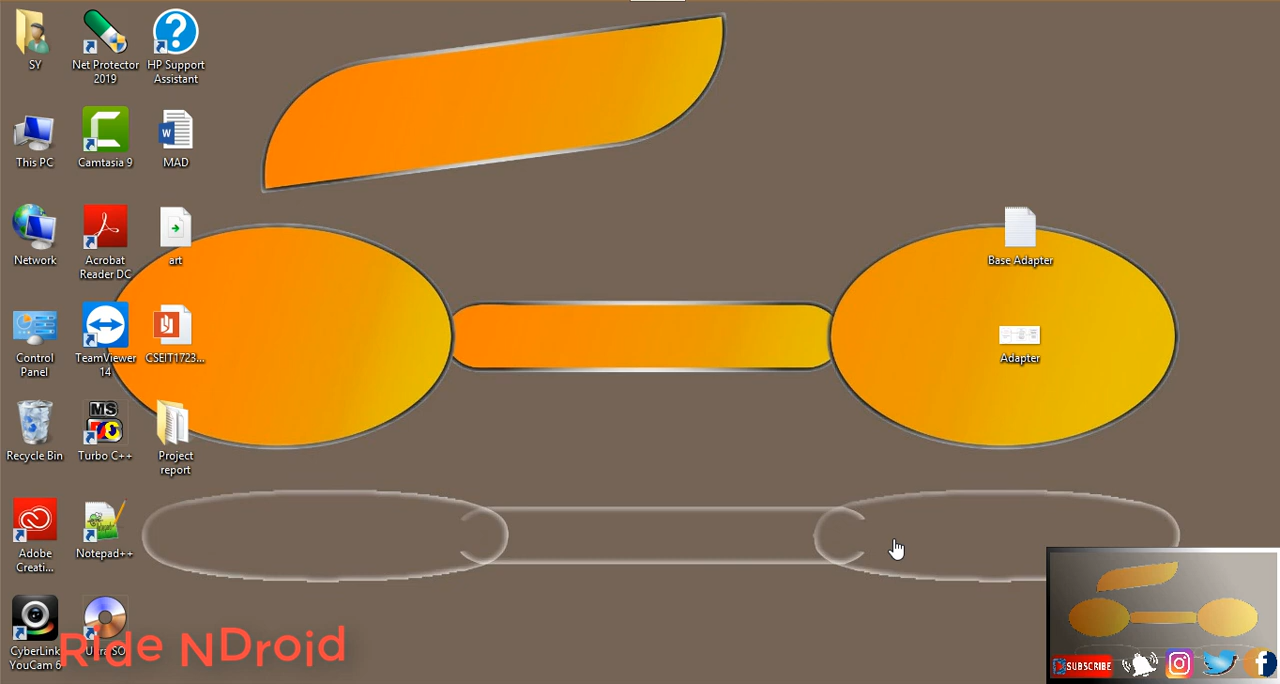 SY
Net Protector
2019
HP Support
Assistant
This PC
Camtasia 9
MAD
Network
Acrobat
Reader DC
art
Base Adapter
Control
Panel
TeamViewer
14
CSEIT1723...
Adapter
Recycle Bin
MS
Turbo C++
Project
report
Adobe
Creati...
Notepad++
CyberLink
YouCam 6
Ride NDroid
SUBSCRIBE